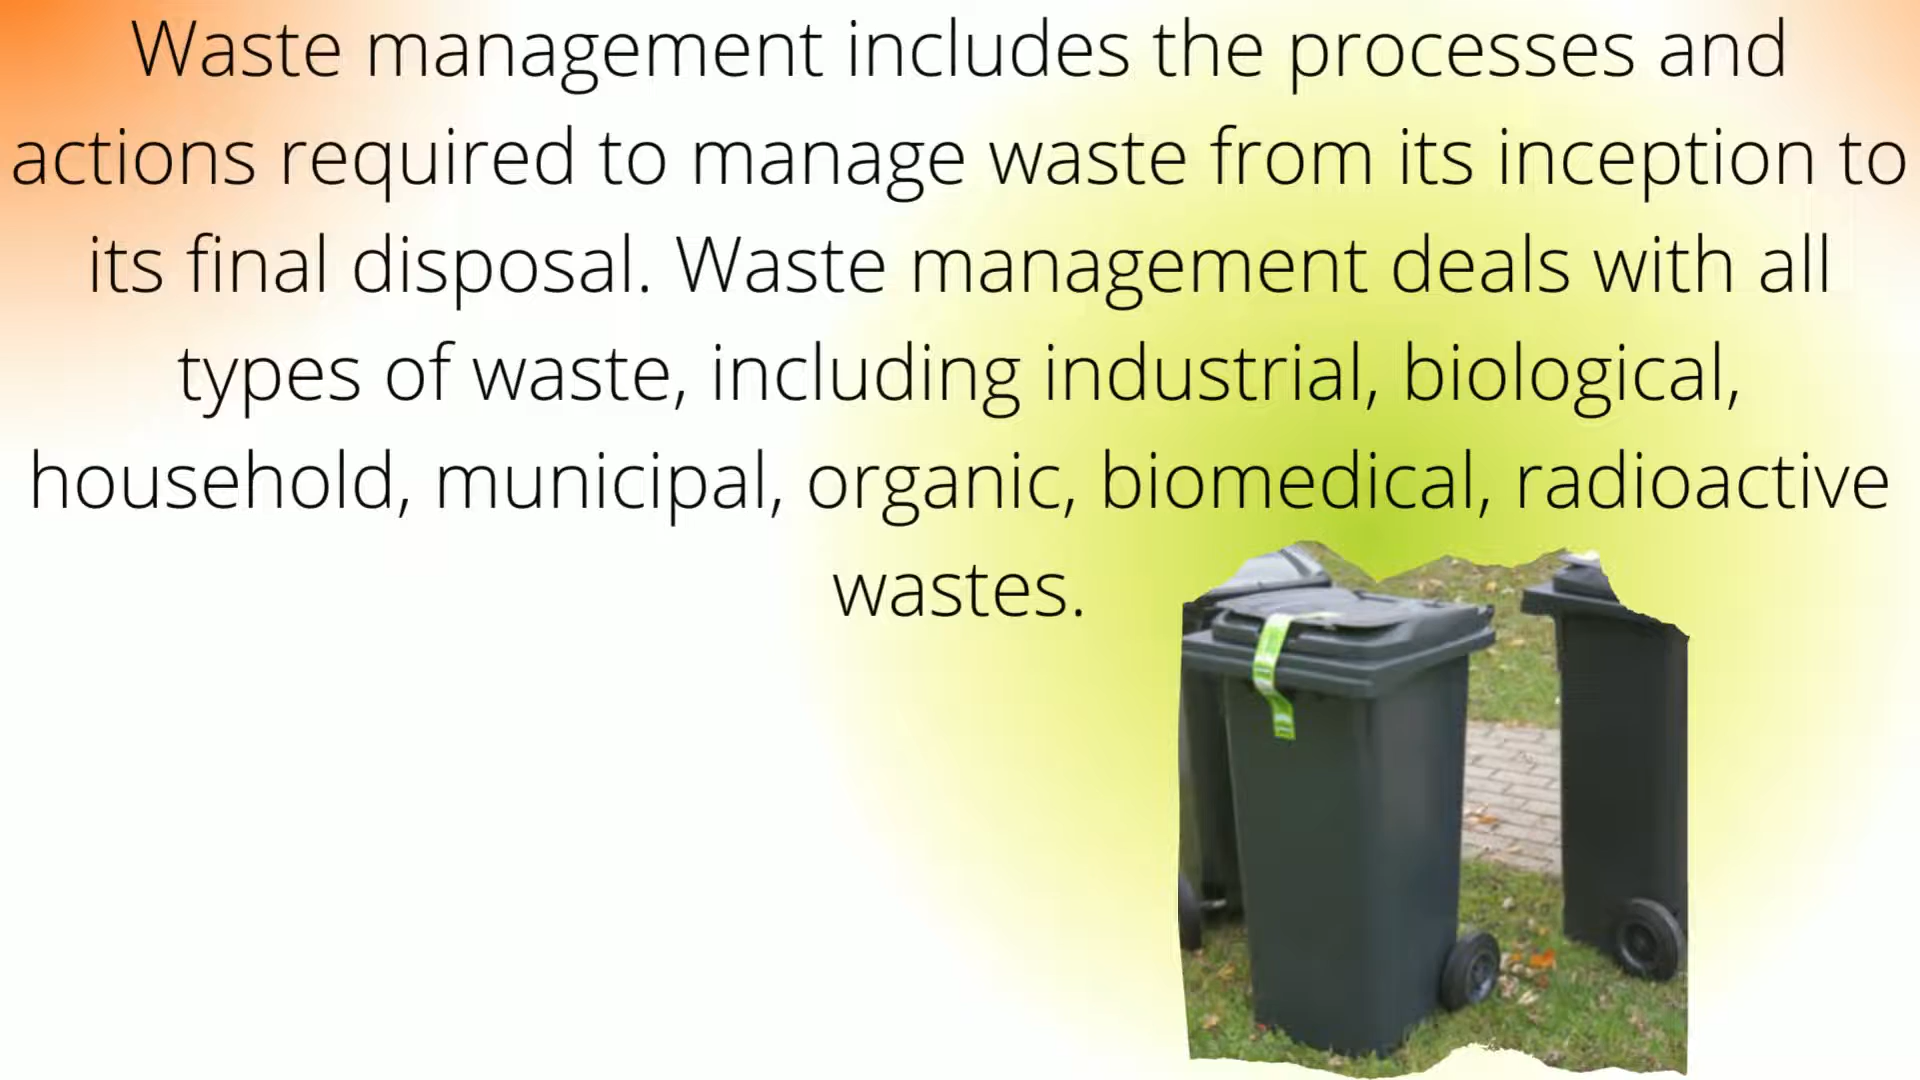 Waste management includes the processes and
actions required to manage waste from its inception to
its final disposal. Waste management deals with all
types of waste, including industrial, biological,
household, municipal, organic, biomedical, radioactive
wastes.